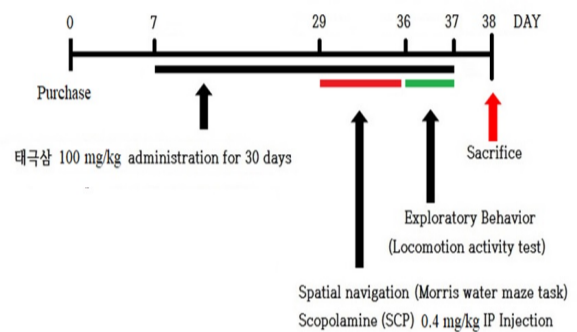 0 7 29 36 37 38 DAY
Purchase
태극삼 100 mg/kg administration for 30 days
Sacrifice
Exploratory Behavior
(Locomotion activity test)
Spatial navigation (Morris water maze task)
Scopolamine (SCP) 0.4 mg/kg IP Injection